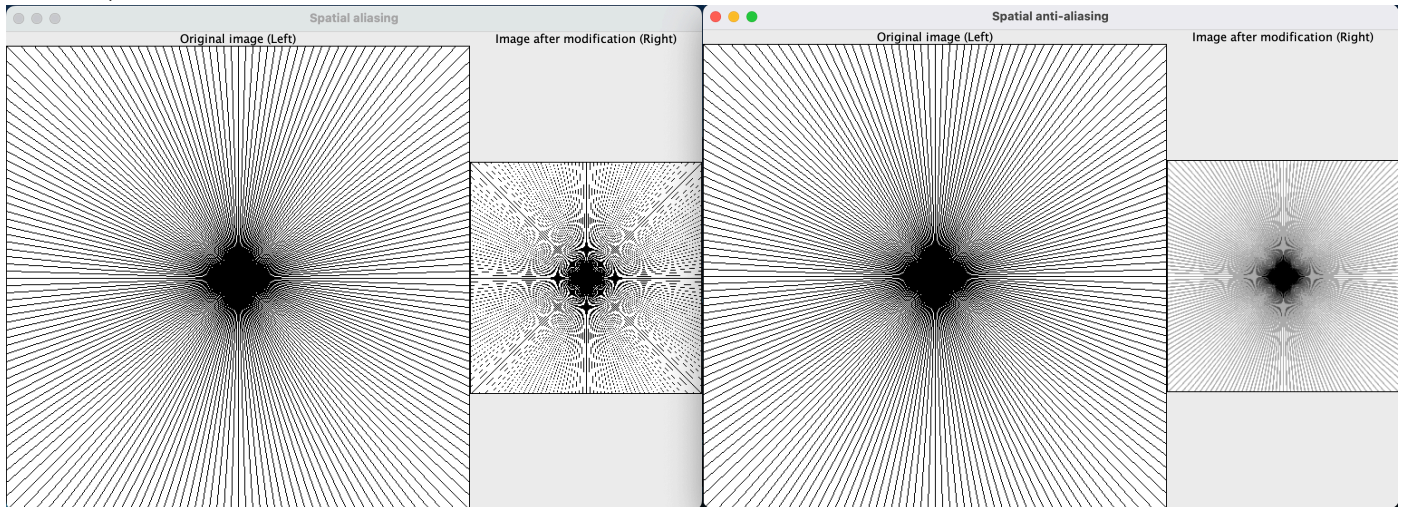 Spatial aliasing
Original image (Left)
Image after modification (Right)
Spatial anti-aliasing
Original image (Left)
Image after modification (Right)